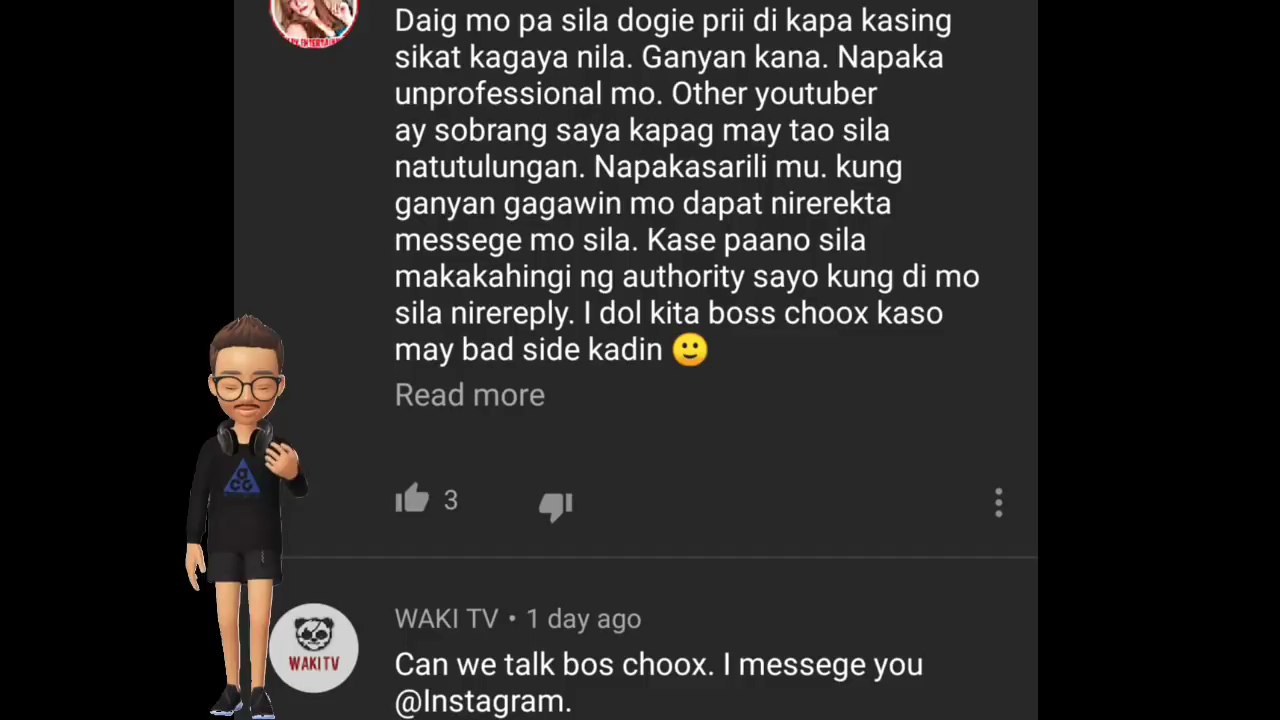 Daig mo pa sila dogie prii di kapa kasing
sikat kagaya nila. Ganyan kana. Napaka
unprofessional mo. Other youtuber
ay sobrang saya kapag may tao sila
natutulungan. Napakasarili mu. kung
ganyan gagawin mo dapat nirerekta
messege mo sila. Kase paano sila
makakahingi ng authority sayo kung di mo
sila nirereply. I dol kita boss choox kaso
may bad side kadin 🙂
Read more
3
WAKI TV • 1 day ago
WAKI TV
Can we talk bos choox. I messege you
@Instagram.